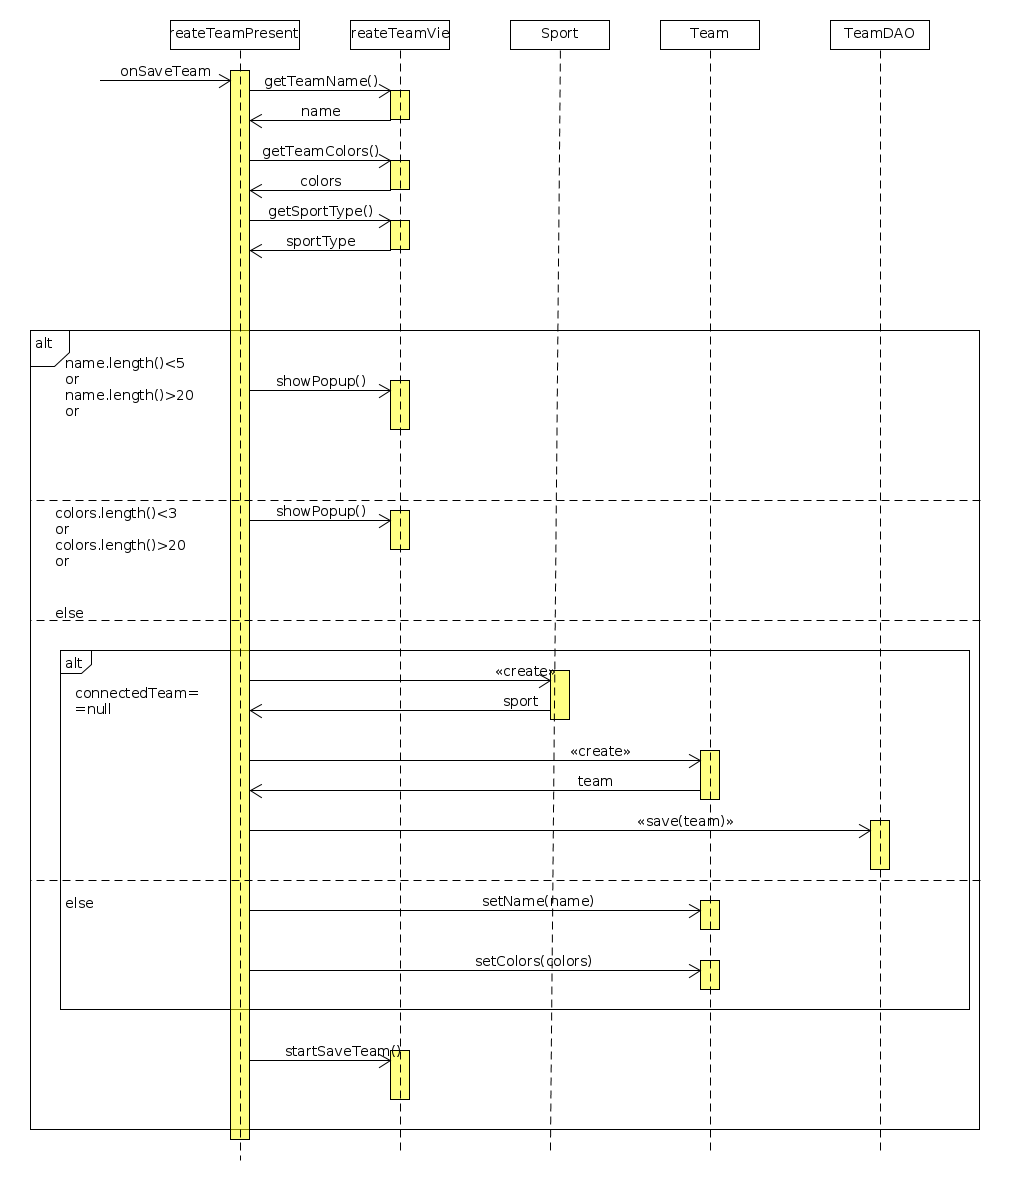 reateTeamPresent
reateTeamVie
Sport
Team
TeamDAO
onSaveTeam
getTeamName()
name
getTeamColors()
colors
getSportType()
sportType
alt
name.length()<5
or
name.length()>20
or
showPopup()
colors.length()<3
or
colors.length()>20
or
showPopup()
else
alt
connectedTeam=
=null
«create»
sport
«create»
team
«save(team)»
else
setName(name)
setColors(colors)
startSaveTeam()